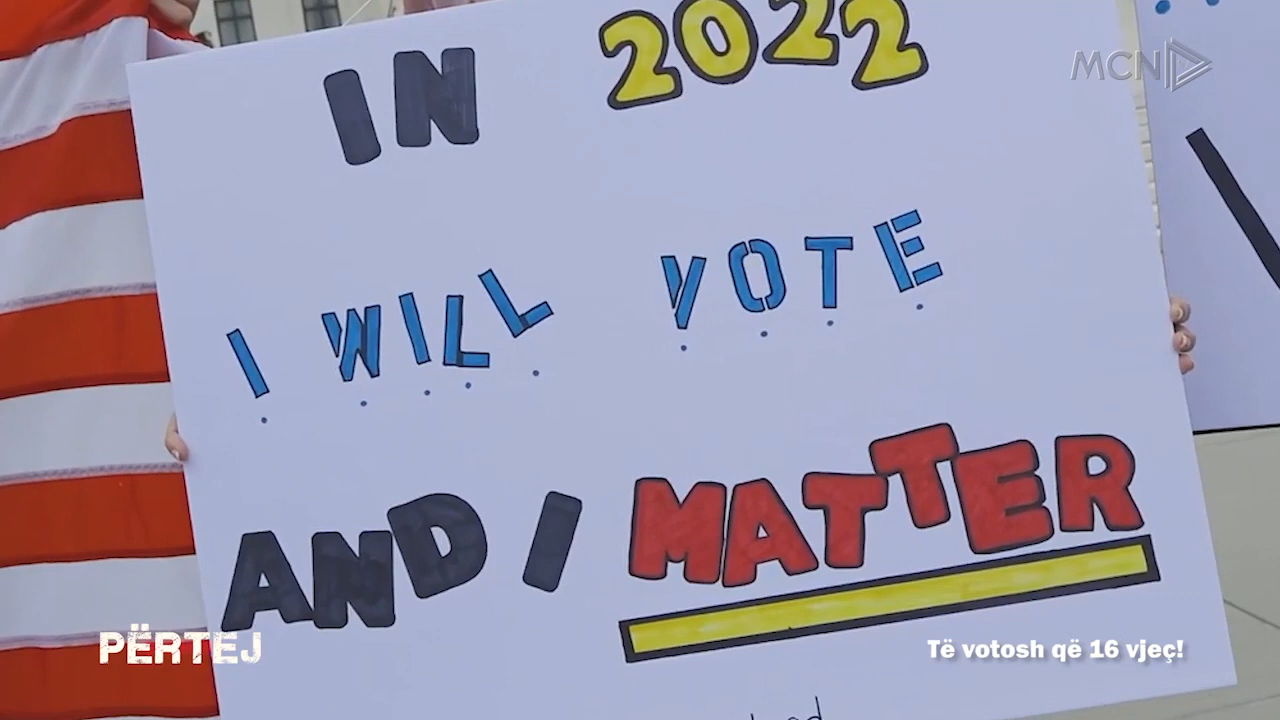 IN 2022
MCN
I WILL VOTE
AND I MATTER
PËRTEJ
Të votosh që 16 vjeç!